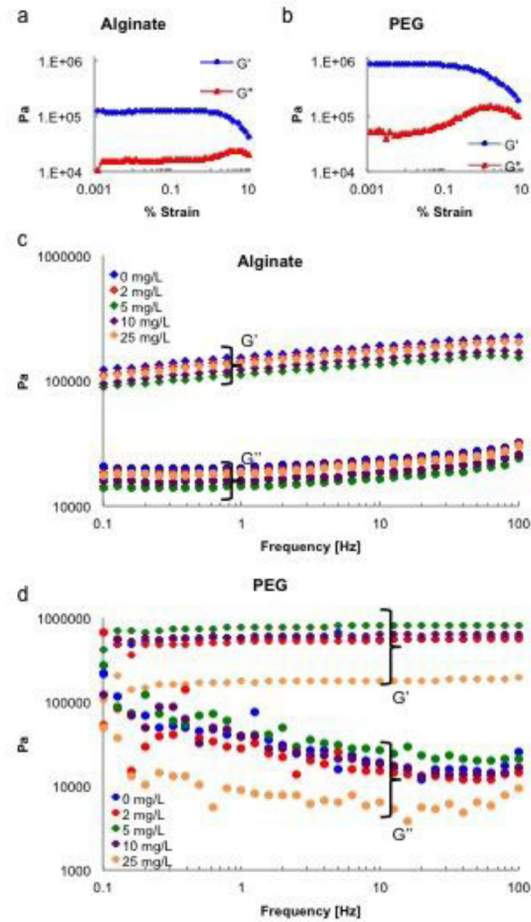 a
Alginate
1.E+06
1.E+05
1.E+04
Pa
0.001
0.1
10
% Strain
G'
G"
b
PEG
1.E+06
1.E+05
1.E+04
Pa
0.001
0.1
10
% Strain
G'
G"
c
Alginate
1000000
100000
10000
Pa
0 mg/L
2 mg/L
5 mg/L
10 mg/L
25 mg/L
G'
G"
0.1
1
10
100
Frequency [Hz]
d
PEG
1000000
100000
10000
1000
Pa
G'
G"
0 mg/L
2 mg/L
5 mg/L
10 mg/L
25 mg/L
0.1
1
10
100
Frequency [Hz]